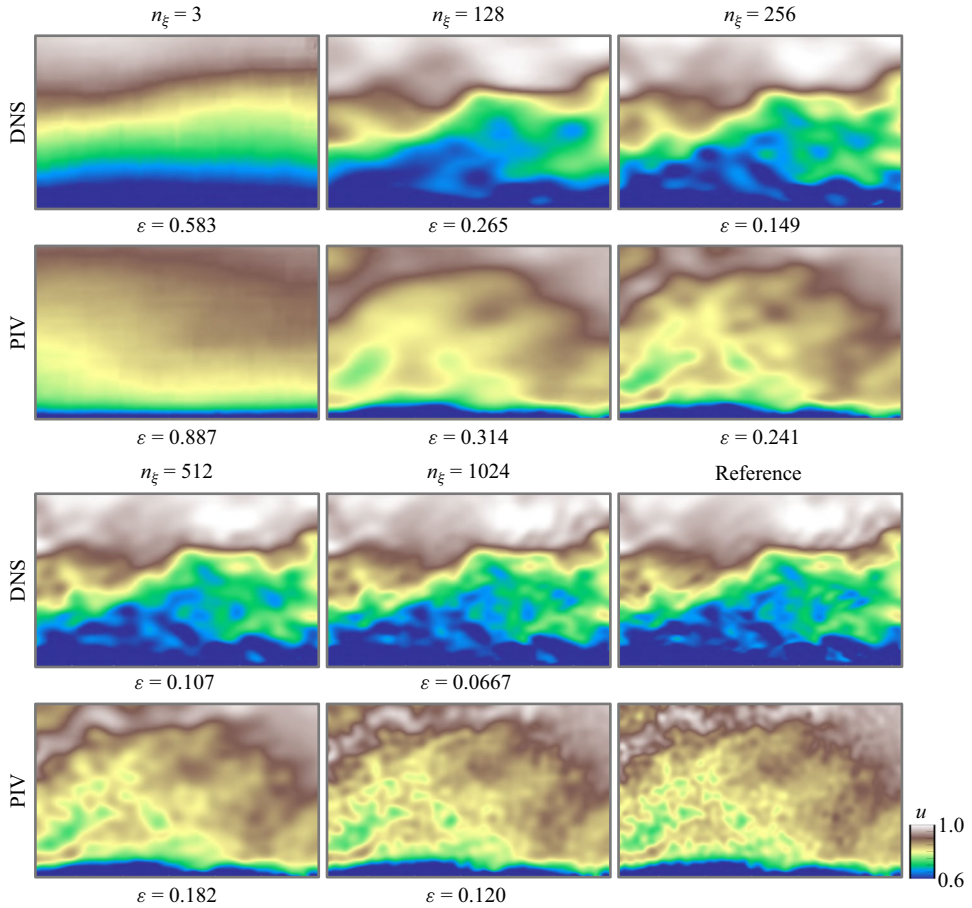 n_ξ = 3 n_ξ = 128 n_ξ = 256
DNS
ε = 0.583 ε = 0.265 ε = 0.149
PIV
ε = 0.887 ε = 0.314 ε = 0.241
n_ξ = 512 n_ξ = 1024 Reference
DNS
ε = 0.107 ε = 0.0667
PIV
u
1.0
0.6
ε = 0.182 ε = 0.120